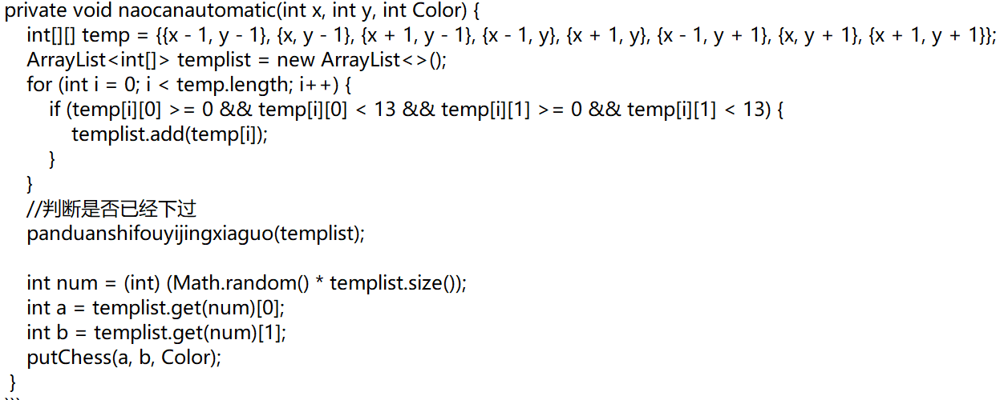 private void naocanautomatic(int x, int y, int Color) {
int[][] temp = {{x - 1, y - 1}, {x, y - 1}, {x + 1, y - 1}, {x - 1, y}, {x + 1, y}, {x - 1, y + 1}, {x, y + 1}, {x + 1, y + 1}};
ArrayList<int[]> templist = new ArrayList<>();
for (int i = 0; i < temp.length; i++) {
if (temp[i][0] >= 0 && temp[i][0] < 13 && temp[i][1] >= 0 && temp[i][1] < 13) {
templist.add(temp[i]);
}
}
//判断是否已经下过
panduanshifouyijingxiaguo(templist);
int num = (int) (Math.random() * templist.size());
int a = templist.get(num)[0];
int b = templist.get(num)[1];
putChess(a, b, Color);
}